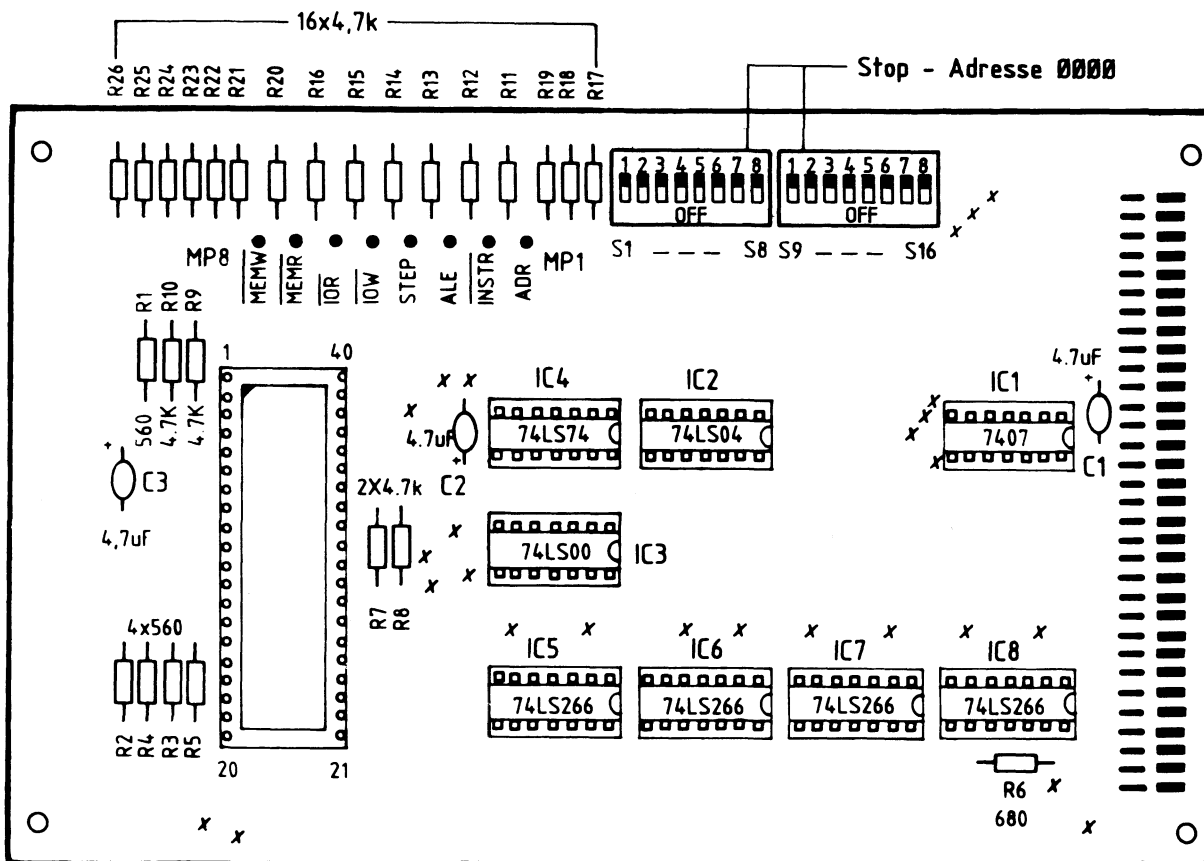 16x4,7k
Stop - Adresse 0000
R26 R25 R24 R23 R22 R21 R20 R16 R15 R14 R13 R12 R11 R19 R18 R17
1 2 3 4 5 6 7 8
OFF
1 2 3 4 5 6 7 8
OFF
S1 --- S8
S9 --- S16
MP8
MEMW
MEMR
IOR
IOW
STEP
ALE
INSTR
ADR
MP1
R1 R10 R9
560 4.7K 4.7K
1
40
20
21
+
C3
4,7uF
4x560
R2 R4 R3 R5
2X4.7k
R7 R8
x x
x
4.7uF
+
C2
IC4
74LS74
IC2
74LS04
IC1
7407
x
x
x
x
4.7uF
+
C1
x
x
x
74LS00
IC3
x
x
x
x
x x x x x x x x
IC5
74LS266
IC6
74LS266
IC7
74LS266
IC8
74LS266
R6
680
x
x
x
x